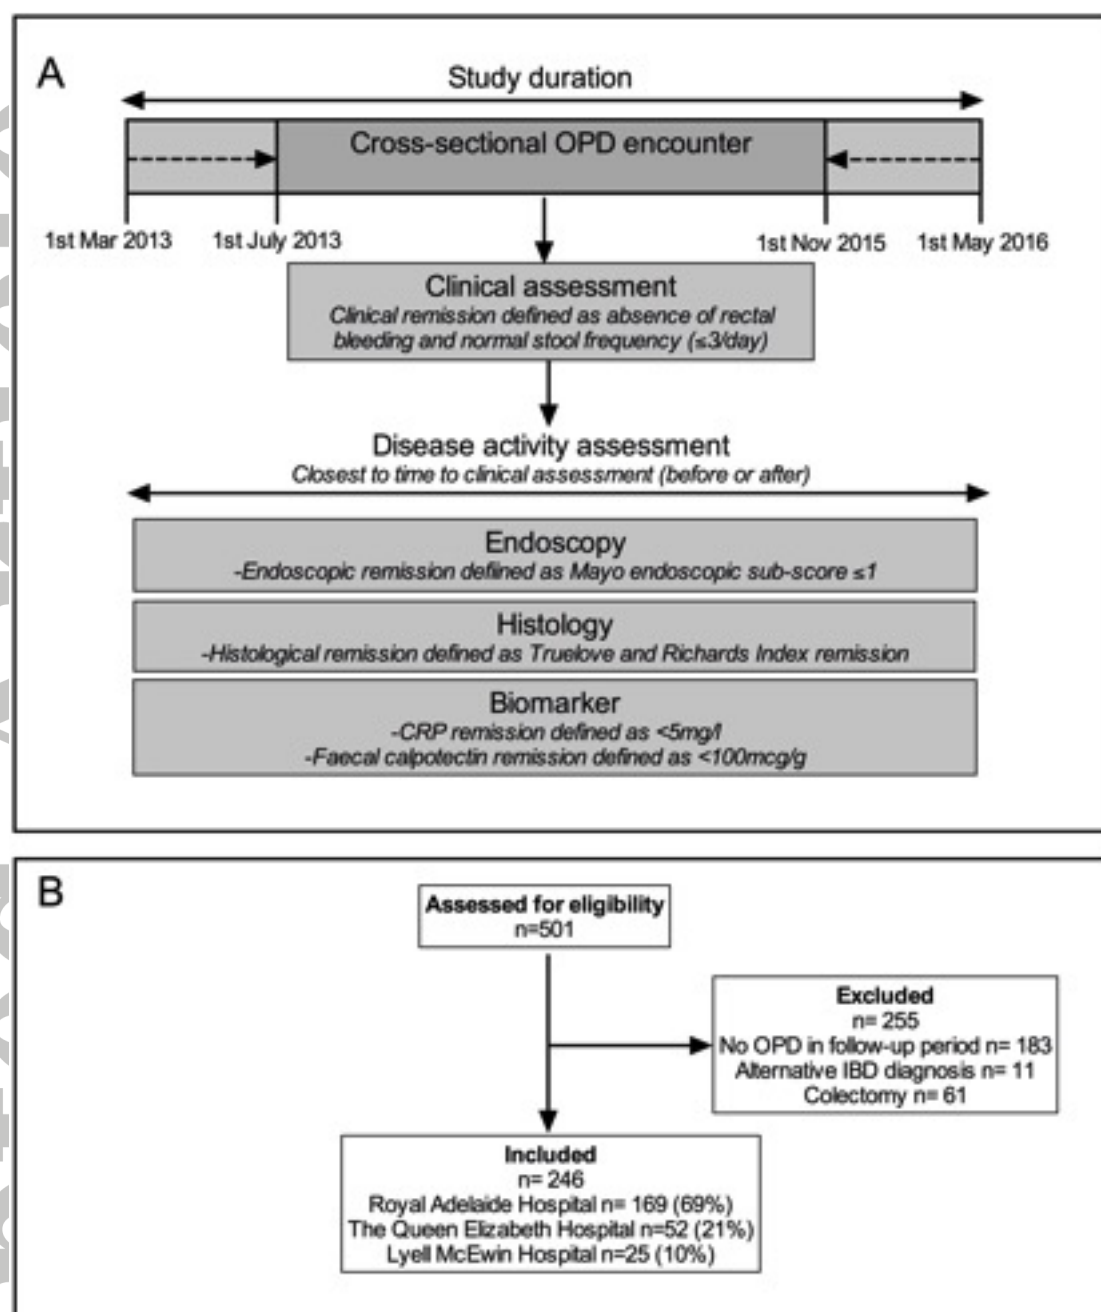 A
Study duration
Cross-sectional OPD encounter
1st Mar 2013
1st July 2013
1st Nov 2015
1st May 2016
Clinical assessment
Clinical remission defined as absence of rectal
bleeding and normal stool frequency (≤3/day)
Disease activity assessment
Closest to time to clinical assessment (before or after)
Endoscopy
-Endoscopic remission defiined as Mayo endoscopic sub-score ≤1
Histology
-Histological remission defined as Truelove and Richards Index remission
Biomarker
-CRP remission defined as <5mg/l
-Faecal calpotectin remission defined as <100mcg/g
B
Assessed for eligibility
n=501
Excluded
n= 255
No OPD in follow-up period n= 183
Alternative IBD diagnosis n= 11
Colectomy n= 61
Included
n= 246
Royal Adelaide Hospital n= 169 (69%)
The Queen Elizabeth Hospital n=52 (21%)
Lyell McEwin Hospital n=25 (10%)